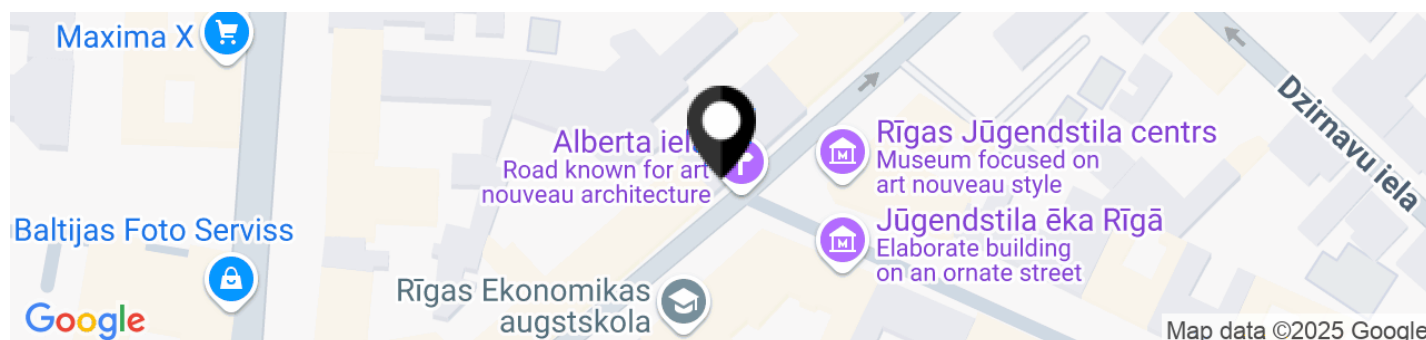 Maxima X
Alberta iela
Road known for art
nouveau architecture
Rīgas Jūgendstila centrs
Museum focused on
art nouveau style
Dzirnavu iela
Baltijas Foto Serviss
Jūgendstila ēka Rīgā
Elaborate building
on an ornate street
Rīgas Ekonomikas
augstskola
Google
Map data ©2025 Google